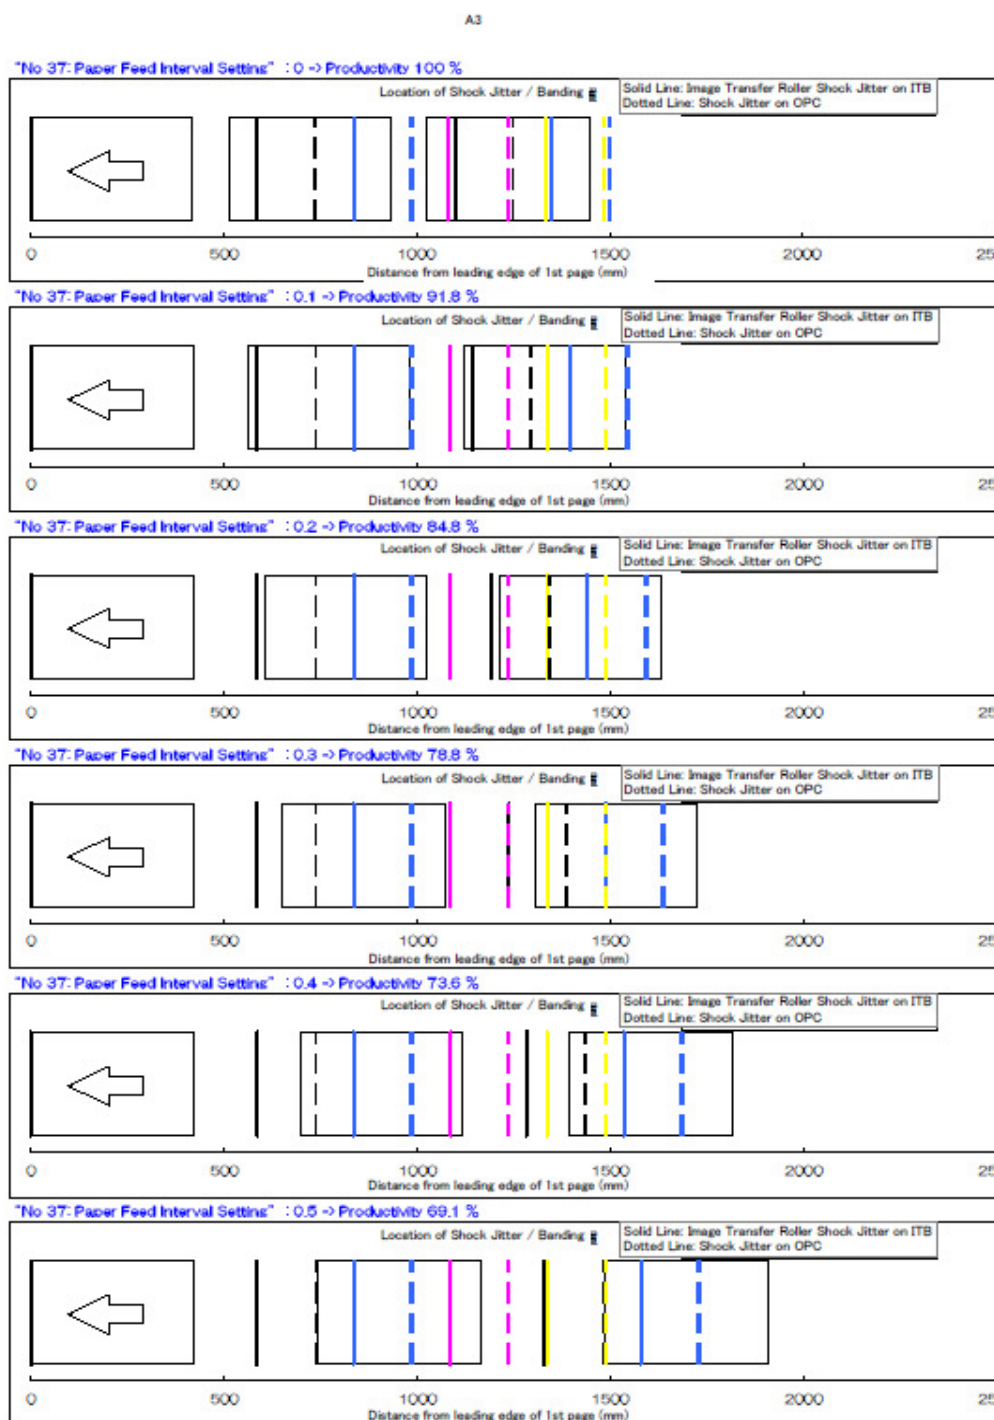 A3
"No 37: Paper Feed Interval Setting" : 0 -> Productivity 100 %
Location of Shock Jitter / Banding
Solid Line: Image Transfer Roller Shock Jitter on ITB
Dotted Line: Shock Jitter on OPC
0 500 1000 1500 2000 25
Distance from leading edge of 1st page (mm)
"No 37: Paper Feed Interval Setting" : 0.1 -> Productivity 91.8 %
Location of Shock Jitter / Banding
Solid Line: Image Transfer Roller Shock Jitter on ITB
Dotted Line: Shock Jitter on OPC
0 500 1000 1500 2000 25
Distance from leading edge of 1st page (mm)
"No 37: Paper Feed Interval Setting" : 0.2 -> Productivity 84.8 %
Location of Shock Jitter / Banding
Solid Line: Image Transfer Roller Shock Jitter on ITB
Dotted Line: Shock Jitter on OPC
0 500 1000 1500 2000 25
Distance from leading edge of 1st page (mm)
"No 37: Paper Feed Interval Setting" : 0.3 -> Productivity 78.8 %
Location of Shock Jitter / Banding
Solid Line: Image Transfer Roller Shock Jitter on ITB
Dotted Line: Shock Jitter on OPC
0 500 1000 1500 2000 25
Distance from leading edge of 1st page (mm)
"No 37: Paper Feed Interval Setting" : 0.4 -> Productivity 73.6 %
Location of Shock Jitter / Banding
Solid Line: Image Transfer Roller Shock Jitter on ITB
Dotted Line: Shock Jitter on OPC
0 500 1000 1500 2000 25
Distance from leading edge of 1st page (mm)
"No 37: Paper Feed Interval Setting" : 0.5 -> Productivity 69.1 %
Location of Shock Jitter / Banding
Solid Line: Image Transfer Roller Shock Jitter on ITB
Dotted Line: Shock Jitter on OPC
0 500 1000 1500 2000 25
Distance from leading edge of 1st page (mm)